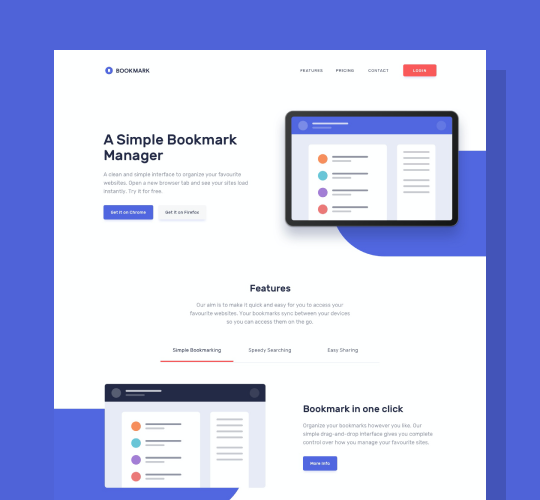 BOOKMARK
FEATURES PRICING CONTACT LOGIN
A Simple Bookmark
Manager
A clean and simple interface to organize your favourite
websites. Open a new browser tab and see your sites load
instantly. Try it for free.
Get It on Chrome Get It on Firefox
Features
Our aim is to make it quick and easy for you to access your
favourite websites. Your bookmarks sync between your devices
so you can access them on the go.
Simple Bookmarking Speedy Searching Easy Sharing
Bookmark in one click
Organize your bookmarks however you like. Our
simple drag-and-drop interface gives you complete
control over how you manage your favourite sites.
More Info